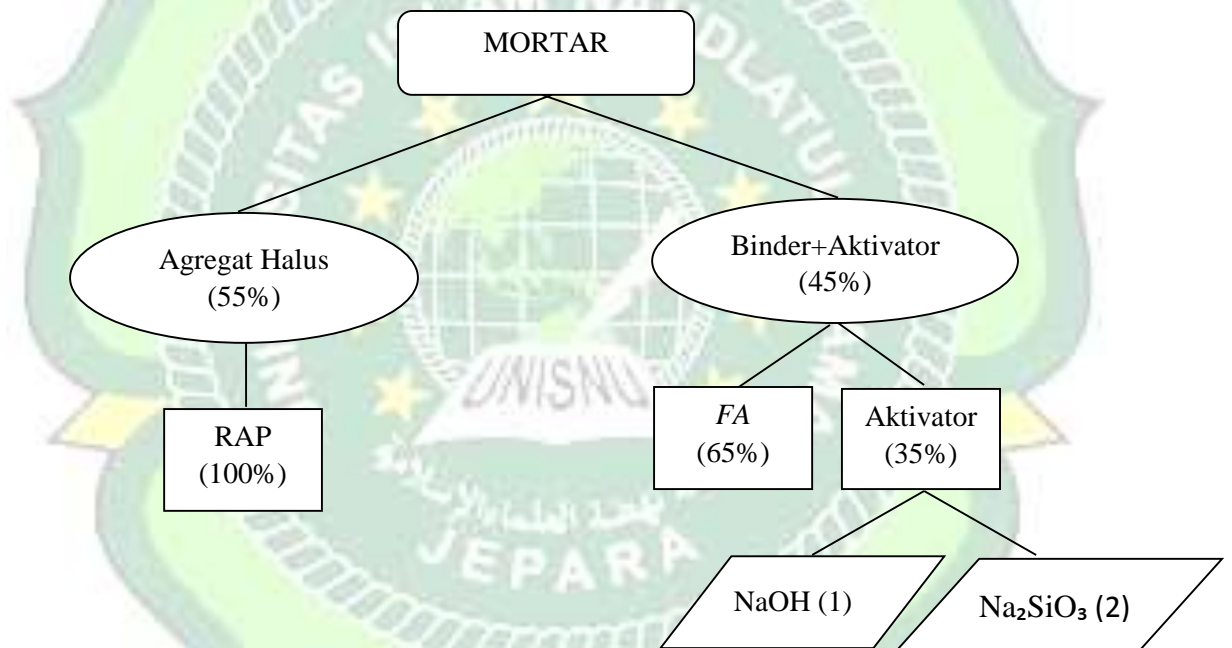 MORTAR
Agregat Halus
(55%)
Binder+Aktivator
(45%)
RAP
(100%)
FA
(65%)
Aktivator
(35%)
NaOH (1)
Na₂SiO₃ (2)
UNISNU
JEPARA